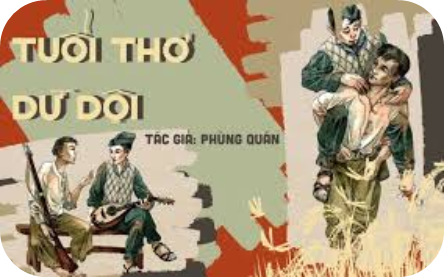 TUỔI THƠ
DỮ DỘI
TÁC GIẢ: PHÙNG QUÁN